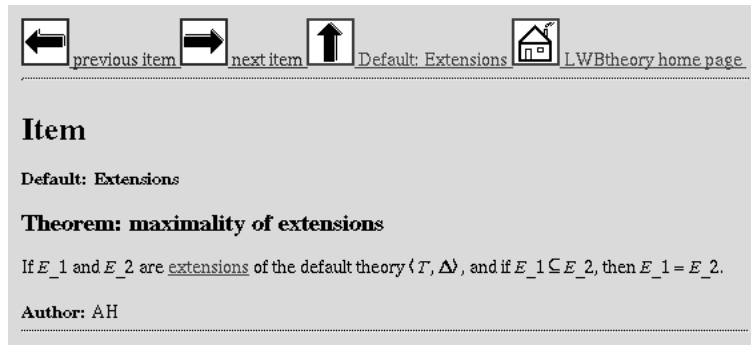 previous item next item Default: Extensions LWBtheory home page
Item
Default: Extensions
Theorem: maximality of extensions
If E_1 and E_2 are extensions of the default theory ⟨T, Δ⟩, and if E_1 ⊆ E_2, then E_1 = E_2.
Author: AH